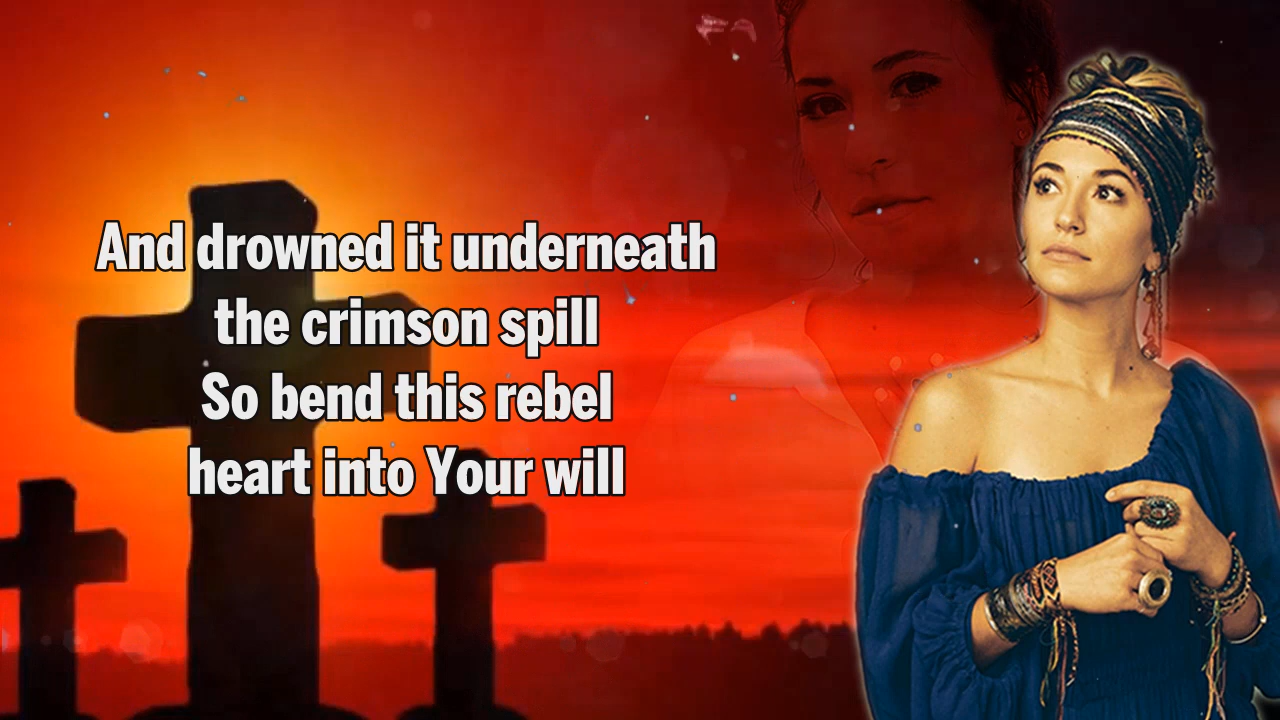 And drowned it underneath
the crimson spill
So bend this rebel
heart into Your will